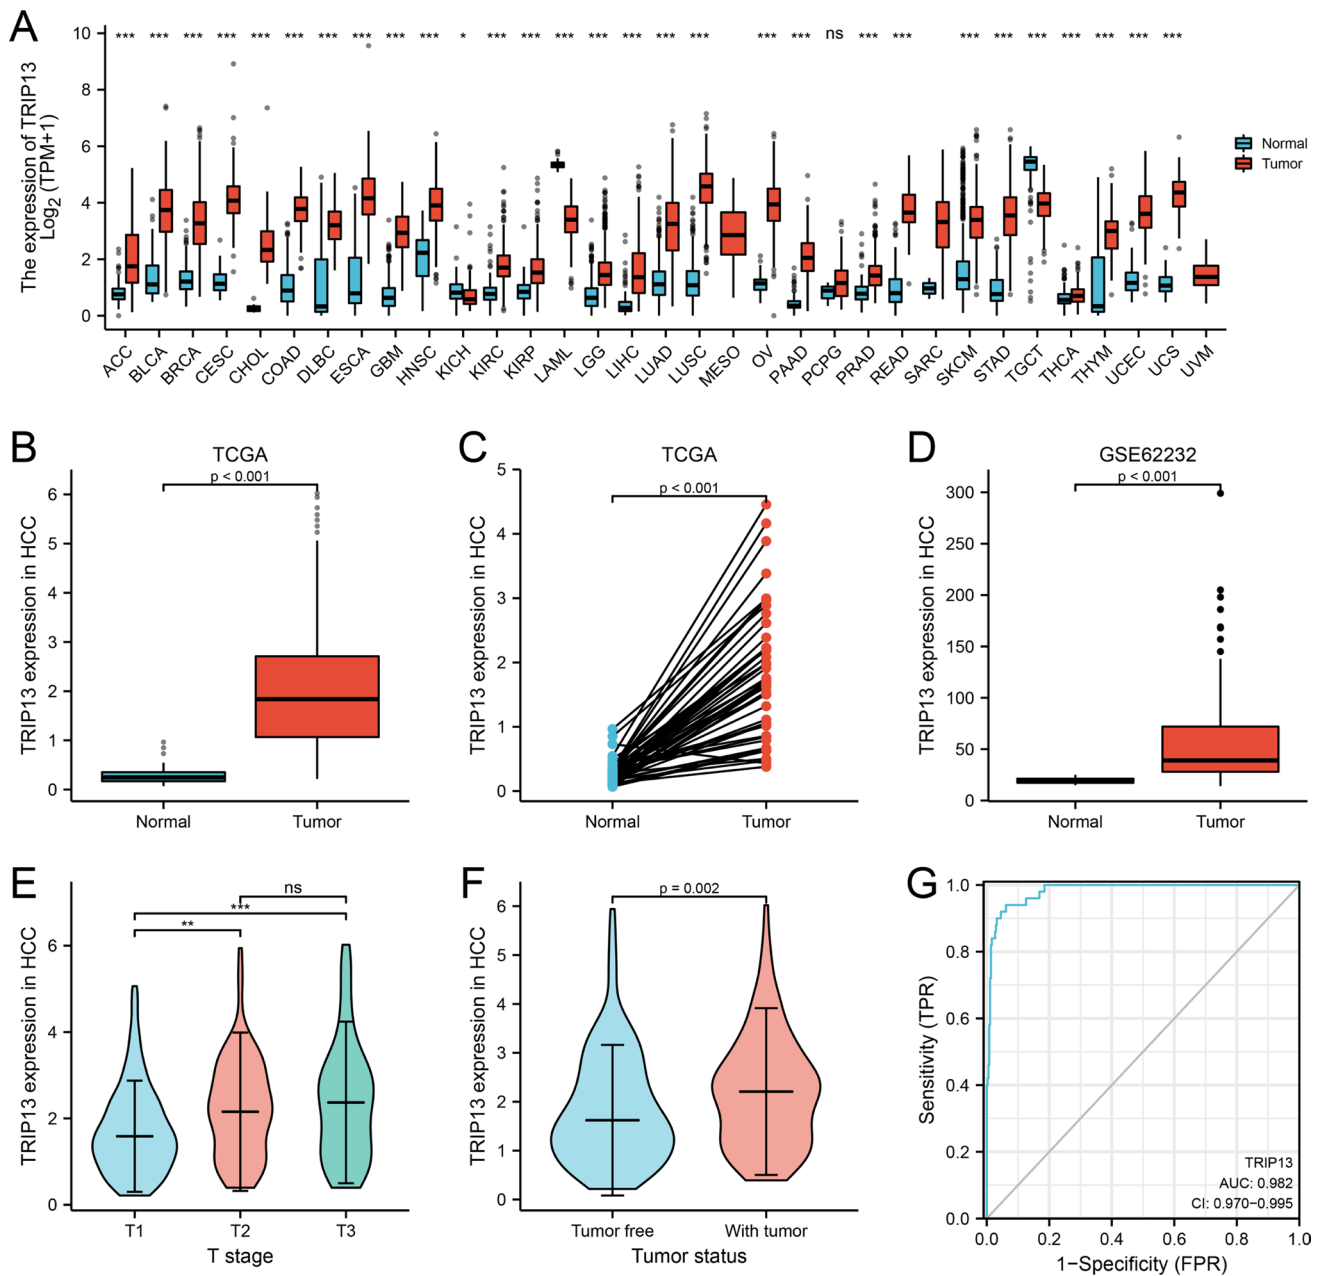 A
The expression of TRIP13
Log2 (TPM+1)
10
8
6
4
2
0
*** *** *** *** *** *** *** *** *** *** * *** *** *** *** *** *** *** *** *** ns *** *** *** *** *** *** *** *** ***
Normal
Tumor
ACC BLCA BRCA CESC CHOL COAD DLBC ESCA GBM HNSC KICH KIRC KIRP LAML LGG LIHC LUAD LUSC MESO OV PAAD PCPG PRAD READ SARC SKCM STAD TGCT THCA THYM UCEC UCS UVM
B
TCGA
p < 0.001
TRIP13 expression in HCC
6
5
4
3
2
1
0
Normal Tumor
C
TCGA
p < 0.001
TRIP13 expression in HCC
5
4
3
2
1
0
Normal Tumor
D
GSE62232
p < 0.001
TRIP13 expression in HCC
300
250
200
150
100
50
0
Normal Tumor
E
ns
***
**
TRIP13 expression in HCC
6
4
2
0
T1 T2 T3
T stage
F
p = 0.002
TRIP13 expression in HCC
6
5
4
3
2
1
0
Tumor free With tumor
Tumor status
G
Sensitivity (TPR)
1.0
0.8
0.6
0.4
0.2
0.0
TRIP13
AUC: 0.982
CI: 0.970−0.995
0.0 0.2 0.4 0.6 0.8 1.0
1−Specificity (FPR)